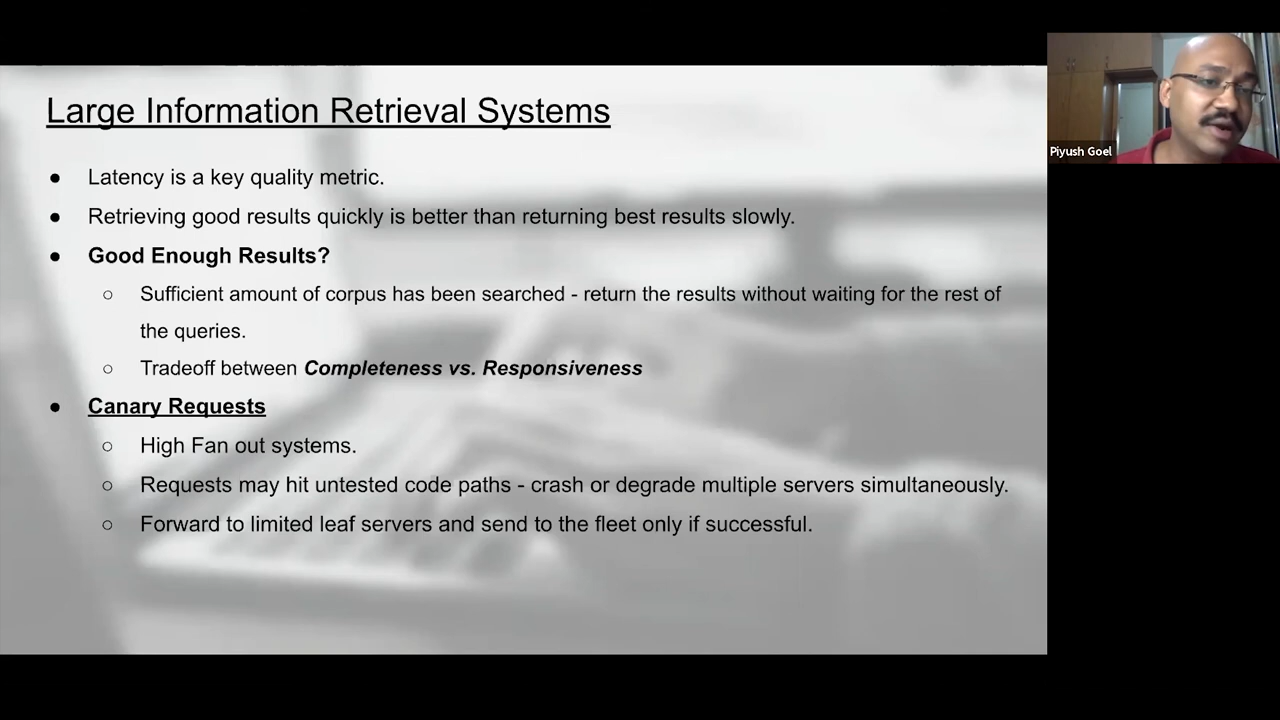 Large Information Retrieval Systems
● Latency is a key quality metric.
● Retrieving good results quickly is better than returning best results slowly.
● Good Enough Results?
○ Sufficient amount of corpus has been searched - return the results without waiting for the rest of
the queries.
○ Tradeoff between Completeness vs. Responsiveness
● Canary Requests
○ High Fan out systems.
○ Requests may hit untested code paths - crash or degrade multiple servers simultaneously.
○ Forward to limited leaf servers and send to the fleet only if successful.
Piyush Goel